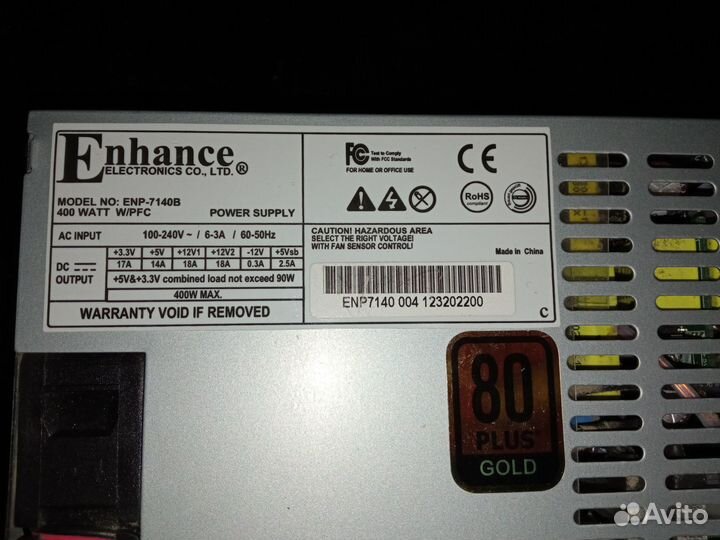 Enhance ®
ELECTRONICS CO., LTD.
MODEL NO: ENP-7140B
400 WATT W/PFC POWER SUPPLY
AC INPUT 100-240V ~ / 6-3A / 60-50Hz
DC OUTPUT
+3.3V +5V +12V1 +12V2 -12V +5Vsb
17A 14A 18A 18A 0.3A 2.5A
+5V&+3.3V combined load not exceed 90W
400W MAX.
WARRANTY VOID IF REMOVED
FC Test to Comply
With FCC Standards
FOR HOME OR OFFICE USE
CE
RoHS
compliant
CAUTION! HAZARDOUS AREA
SELECT THE RIGHT VOLTAGE!
WITH FAN SENSOR CONTROL!
Made in China
ENP7140 004 123202200
C
80
PLUS
GOLD
Avito